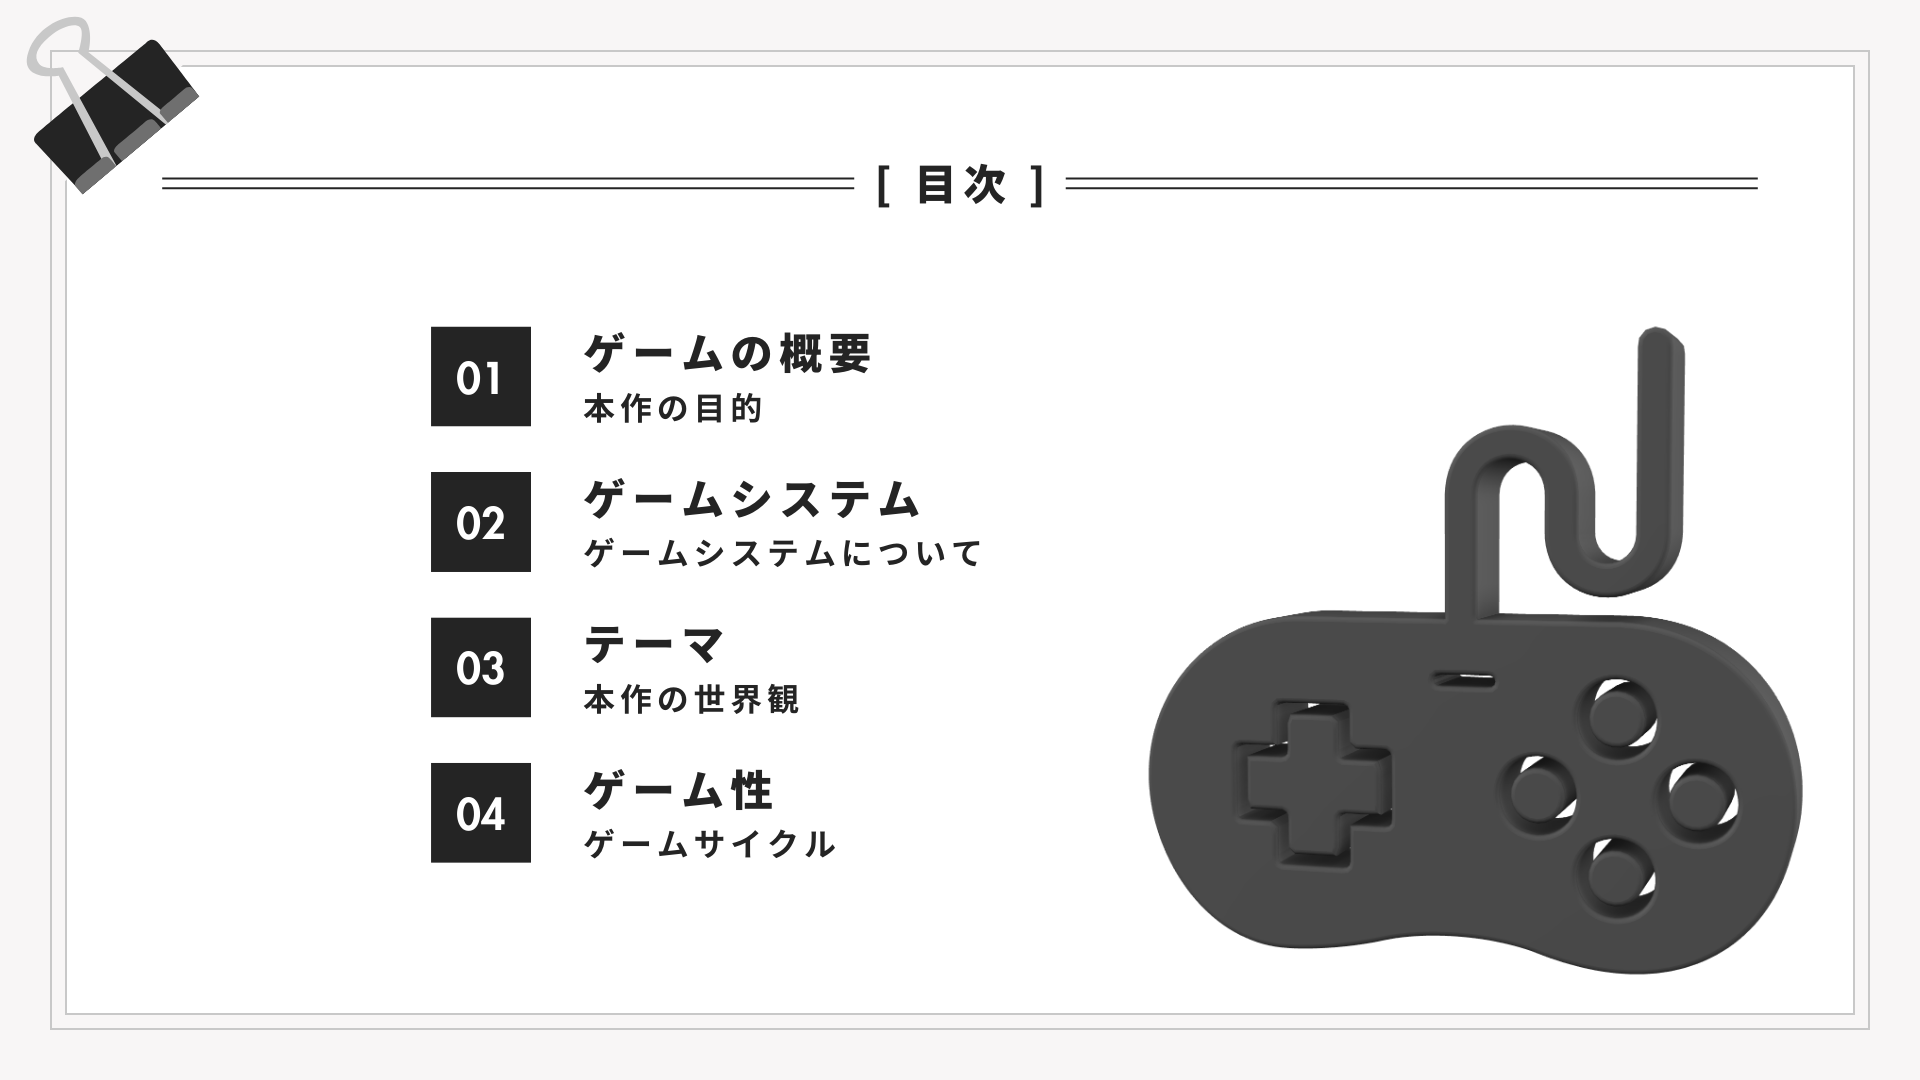 [ 目次 ]
01
ゲームの概要
本作の目的
02
ゲームシステム
ゲームシステムについて
03
テーマ
本作の世界観
04
ゲーム性
ゲームサイクル